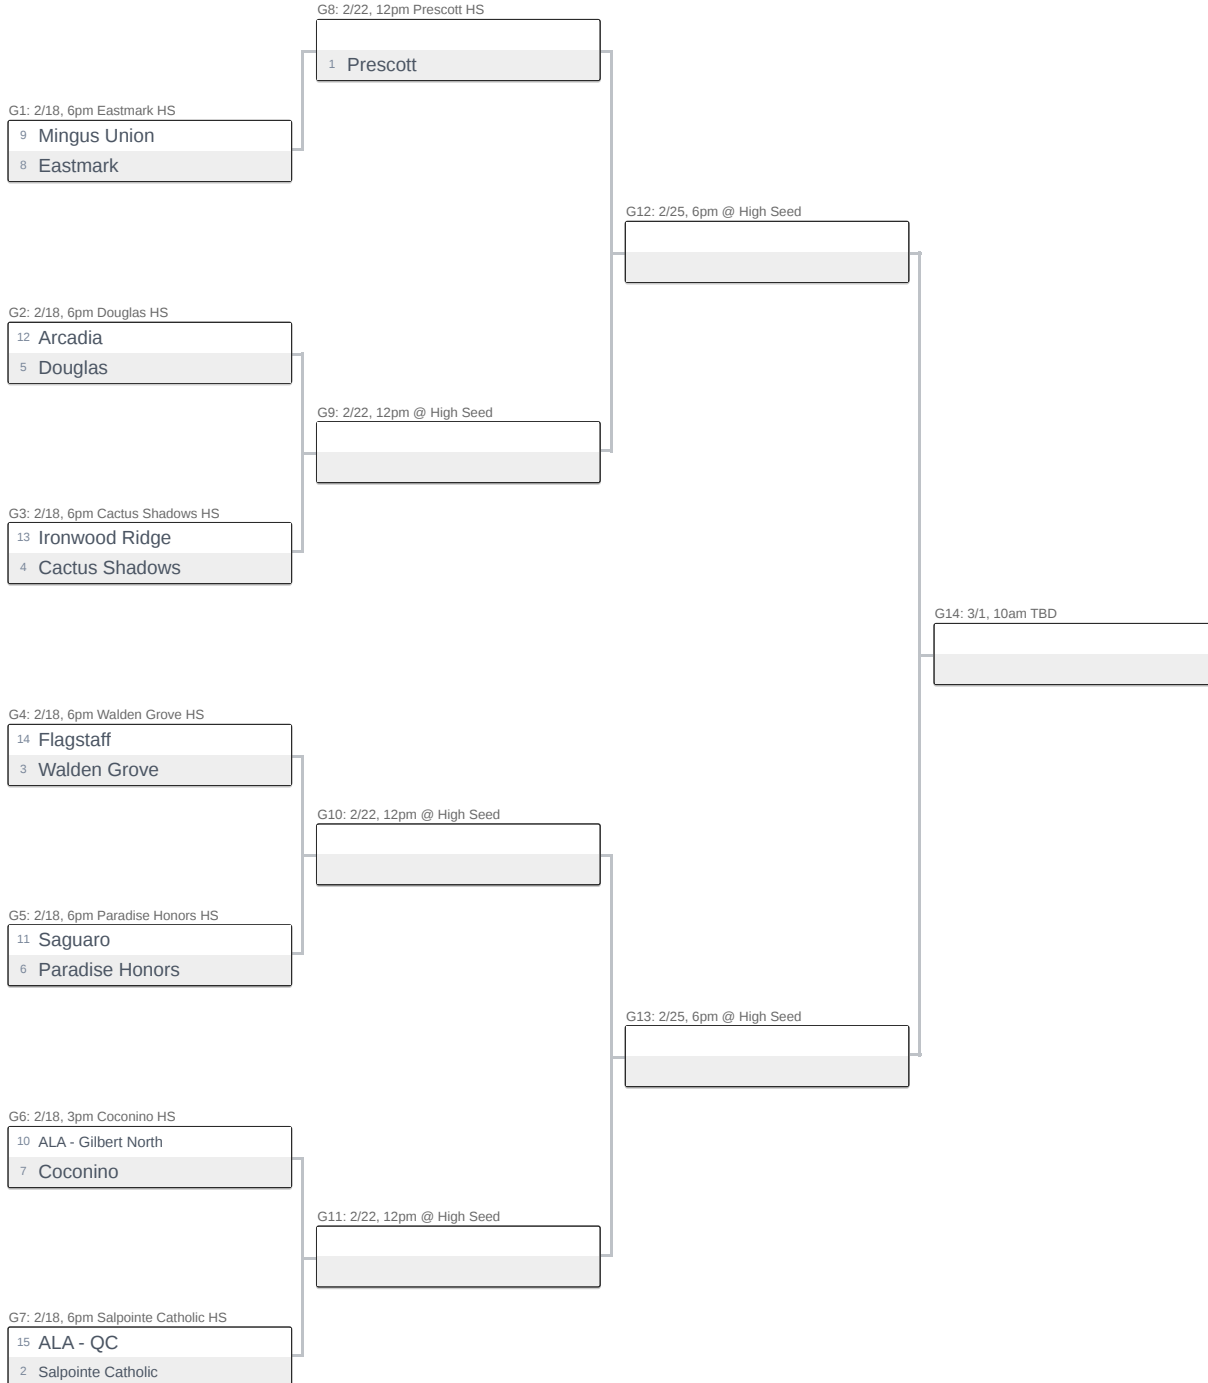 G8: 2/22, 12pm Prescott HS
1 Prescott
G1: 2/18, 6pm Eastmark HS
9 Mingus Union
8 Eastmark
G12: 2/25, 6pm @ High Seed
G2: 2/18, 6pm Douglas HS
12 Arcadia
5 Douglas
G9: 2/22, 12pm @ High Seed
G3: 2/18, 6pm Cactus Shadows HS
13 Ironwood Ridge
4 Cactus Shadows
G14: 3/1, 10am TBD
G4: 2/18, 6pm Walden Grove HS
14 Flagstaff
3 Walden Grove
G10: 2/22, 12pm @ High Seed
G5: 2/18, 6pm Paradise Honors HS
11 Saguaro
6 Paradise Honors
G13: 2/25, 6pm @ High Seed
G6: 2/18, 3pm Coconino HS
10 ALA - Gilbert North
7 Coconino
G11: 2/22, 12pm @ High Seed
G7: 2/18, 6pm Salpointe Catholic HS
15 ALA - QC
2 Salpointe Catholic